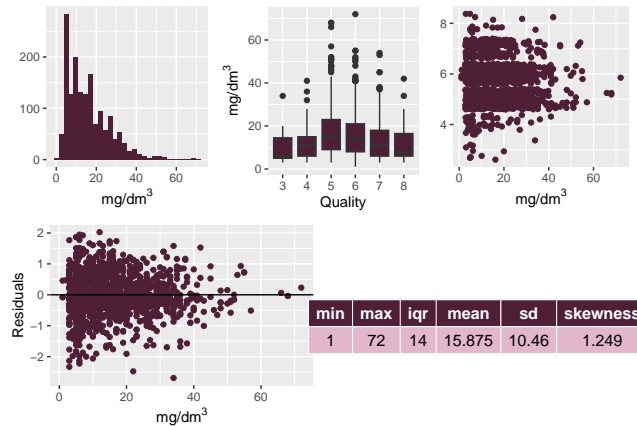 200
100
0
0 20 40 60
mg/dm³
mg/dm³
60
40
20
0
3 4 5 6 7 8
Quality
8
6
4
0 20 40 60
mg/dm³
Residuals
2
1
0
−1
−2
0 20 40 60
mg/dm³
min max iqr mean sd skewness
1 72 14 15.875 10.46 1.249